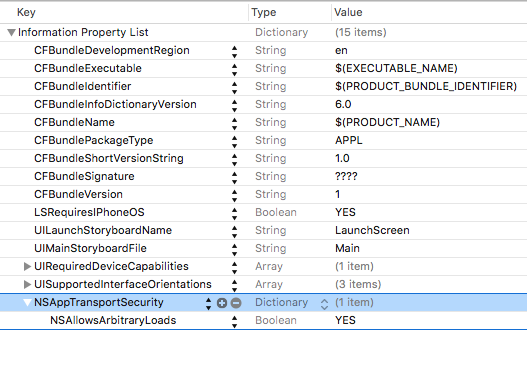 Key Type Value
Information Property List Dictionary (15 items)
CFBundleDevelopmentRegion String en
CFBundleExecutable String $(EXECUTABLE_NAME)
CFBundleIdentifier String $(PRODUCT_BUNDLE_IDENTIFIER)
CFBundleInfoDictionaryVersion String 6.0
CFBundleName String $(PRODUCT_NAME)
CFBundlePackageType String APPL
CFBundleShortVersionString String 1.0
CFBundleSignature String ????
CFBundleVersion String 1
LSRequiresIPhoneOS Boolean YES
UILaunchStoryboardName String LaunchScreen
UIMainStoryboardFile String Main
UIRequiredDeviceCapabilities Array (1 item)
UISupportedInterfaceOrientations Array (3 items)
NSAppTransportSecurity Dictionary (1 item)
NSAllowsArbitraryLoads Boolean YES